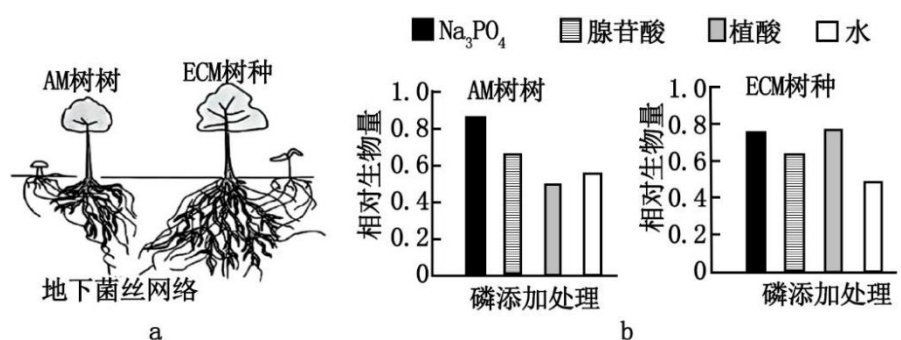 AM树树
ECM树种
地下菌丝网络
a
Na₃PO₄ 腺苷酸 植酸 水
AM树树
相对生物量
1.0
0.8
0.6
0.4
0.2
0
磷添加处理
ECM树种
相对生物量
1.0
0.8
0.6
0.4
0.2
0
磷添加处理
b